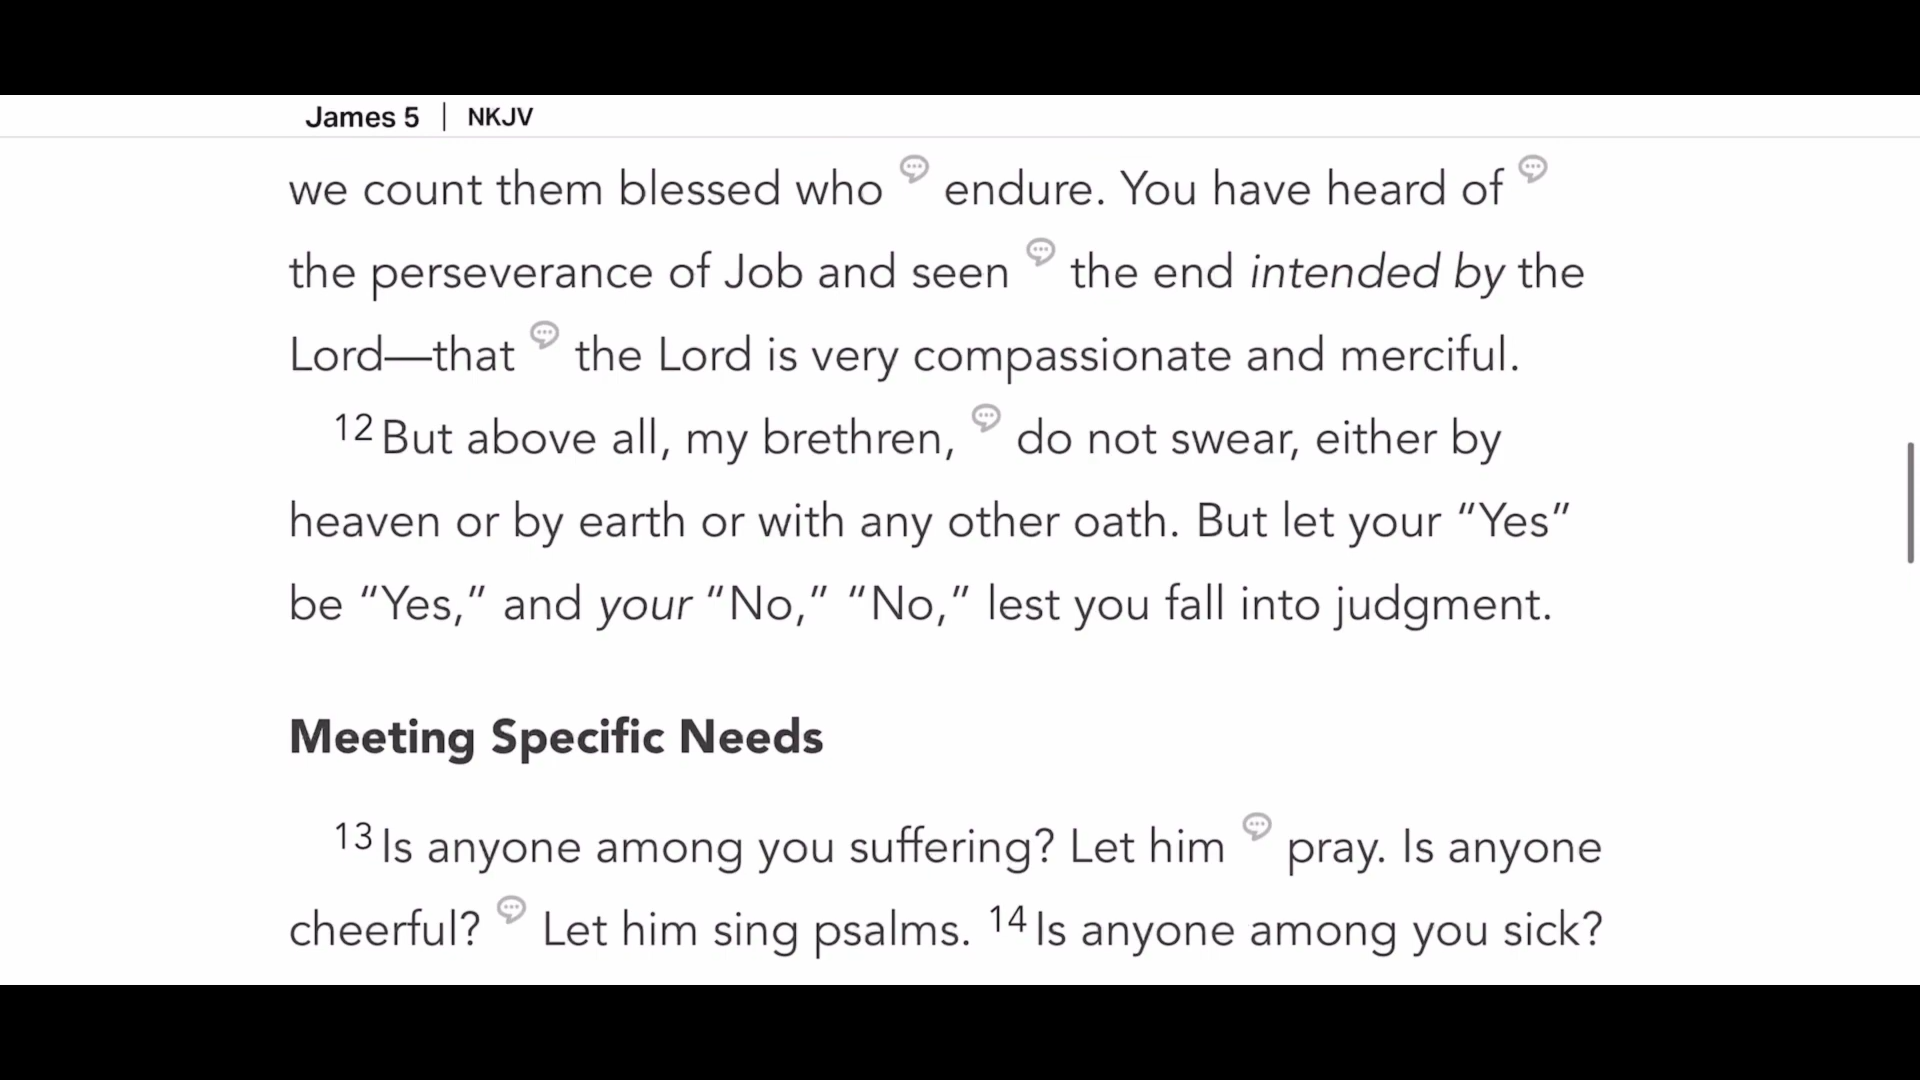 James 5 | NKJV
we count them blessed who endure. You have heard of
the perseverance of Job and seen the end intended by the
Lord—that the Lord is very compassionate and merciful.
12 But above all, my brethren, do not swear, either by
heaven or by earth or with any other oath. But let your “Yes”
be “Yes,” and your “No,” “No,” lest you fall into judgment.
Meeting Specific Needs
13 Is anyone among you suffering? Let him pray. Is anyone
cheerful? Let him sing psalms. 14 Is anyone among you sick?